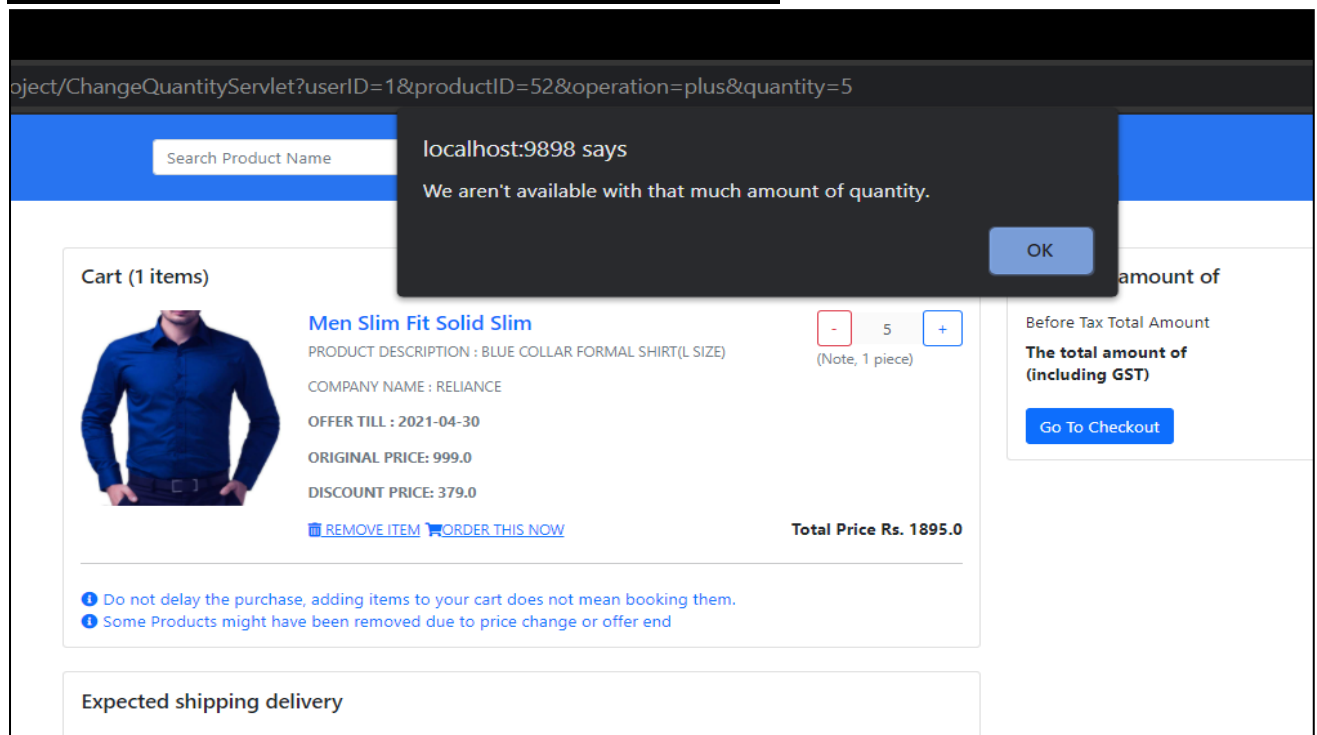 oject/ChangeQuantityServlet?userID=1&productID=52&operation=plus&quantity=5
Search Product Name
localhost:9898 says
We aren't available with that much amount of quantity.
OK
Cart (1 items)
Men Slim Fit Solid Slim
PRODUCT DESCRIPTION : BLUE COLLAR FORMAL SHIRT(L SIZE)
COMPANY NAME : RELIANCE
OFFER TILL : 2021-04-30
ORIGINAL PRICE: 999.0
DISCOUNT PRICE: 379.0
REMOVE ITEM ORDER THIS NOW
- 5 +
(Note, 1 piece)
Total Price Rs. 1895.0
Do not delay the purchase, adding items to your cart does not mean booking them.
Some Products might have been removed due to price change or offer end
Expected shipping delivery
amount of
Before Tax Total Amount
The total amount of
(including GST)
Go To Checkout